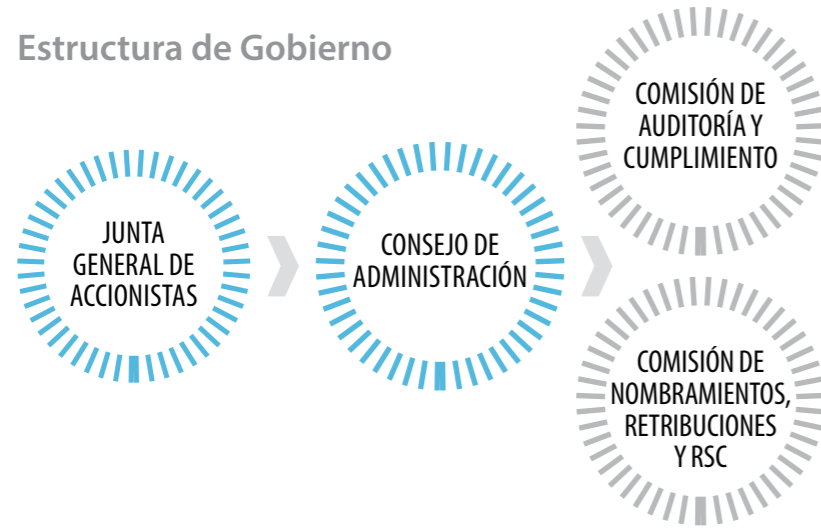 Estructura de Gobierno
JUNTA
GENERAL DE
ACCIONISTAS
CONSEJO DE
ADMINISTRACIÓN
COMISIÓN DE
AUDITORÍA Y
CUMPLIMIENTO
COMISIÓN DE
NOMBRAMIENTOS,
RETRIBUCIONES
Y RSC